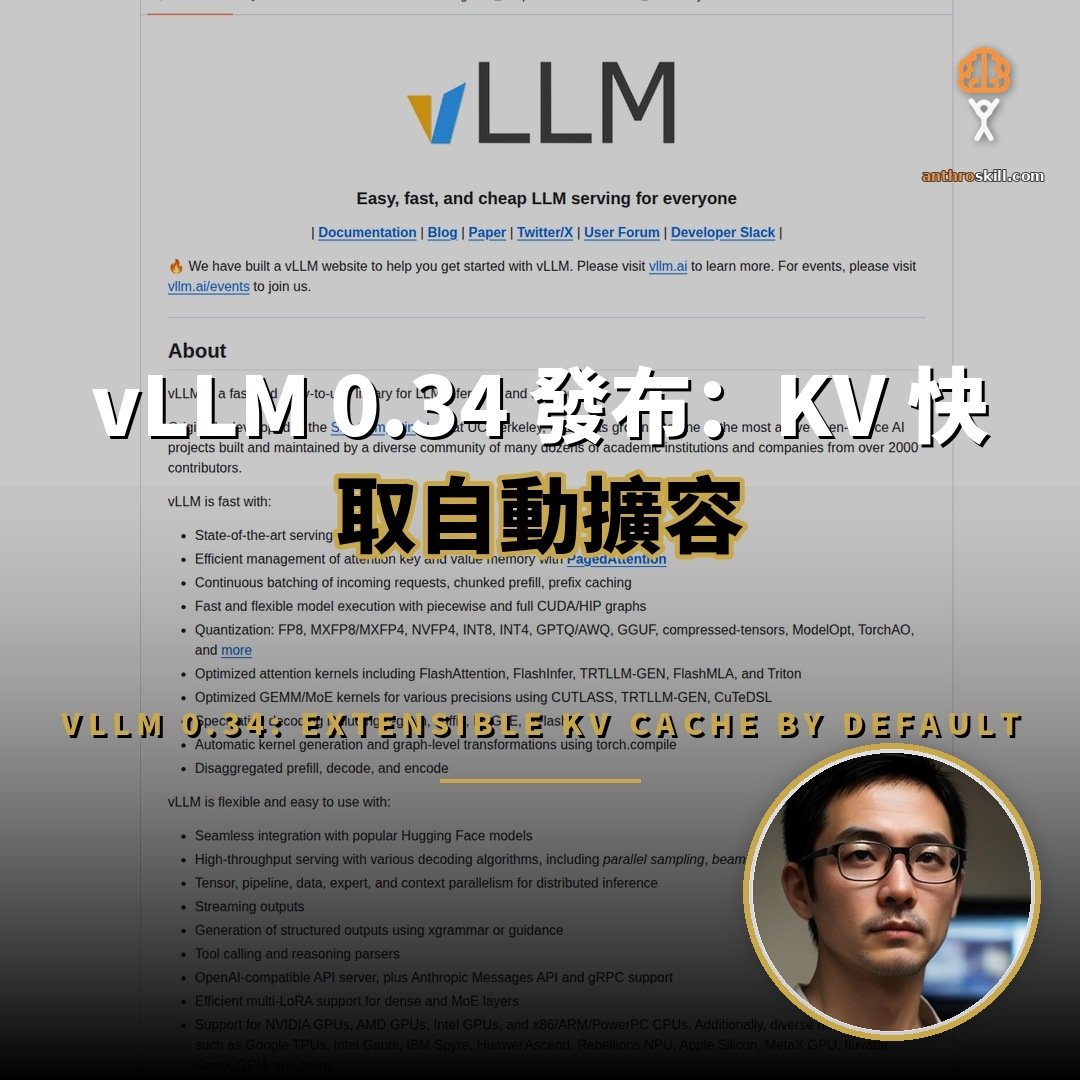 vLLM
anthroskill.com
Easy, fast, and cheap LLM serving for everyone
| Documentation | Blog | Paper | Twitter/X | User Forum | Developer Slack |
🔥 We have built a vLLM website to help you get started with vLLM. Please visit vllm.ai to learn more. For events, please visit
vllm.ai/events to join us.
About
vLLM 0.34 發布：KV 快
取自動擴容
projects built and maintained by a diverse community of many dozens of academic institutions and companies from over 2000
contributors.
vLLM is fast with:
State-of-the-art serving
Efficient management of attention key and value memory with PagedAttention
Continuous batching of incoming requests, chunked prefill, prefix caching
Fast and flexible model execution with piecewise and full CUDA/HIP graphs
Quantization: FP8, MXFP8/MXFP4, NVFP4, INT8, INT4, GPTQ/AWQ, GGUF, compressed-tensors, ModelOpt, TorchAO,
and more
Optimized attention kernels including FlashAttention, FlashInfer, TRTLLM-GEN, FlashMLA, and Triton
Optimized GEMM/MoE kernels for various precisions using CUTLASS, TRTLLM-GEN, CuTeDSL
VLLM 0.34: EXTENSIBLE KV CACHE BY DEFAULT
Automatic kernel generation and graph-level transformations using torch.compile
Disaggregated prefill, decode, and encode
vLLM is flexible and easy to use with:
Seamless integration with popular Hugging Face models
High-throughput serving with various decoding algorithms, including parallel sampling, beam
Tensor, pipeline, data, expert, and context parallelism for distributed inference
Streaming outputs
Generation of structured outputs using xgrammar or guidance
Tool calling and reasoning parsers
OpenAI-compatible API server, plus Anthropic Messages API and gRPC support
Efficient multi-LoRA support for dense and MoE layers
Support for NVIDIA GPUs, AMD GPUs, Intel GPUs, and x86/ARM/PowerPC CPUs. Additionally, diverse
such as Google TPUs, Intel Gaudi, IBM Spyre, Huawei Ascend, Rebellions NPU, Apple Silicon, MetaX GPU, Iluvatar
CoreX GPU, and more.